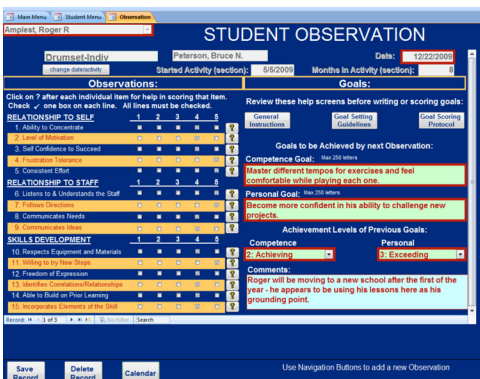 Main Menu Student Menu Observation
Amplest, Roger R
STUDENT OBSERVATION
Drumset-Indiv Peterson, Bruce N. Date: 12/22/2009
change date/activity Started Activity (section): 5/5/2009 Months in Activity (section): 8
Observations: Goals:
Click on ? after each individual item for help in scoring that item.
Check ✓ one box on each line. All lines must be checked.
Review these help screens before writing or scoring goals:
RELATIONSHIP TO SELF 1 2 3 4 5
General Instructions Goal Setting Guidelines Goal Scoring Protocol
1. Ability to Concentrate ?
2. Level of Motivation ?
3. Self Confidence to Succeed ?
4. Frustration Tolerance ?
5. Consistent Effort ?
RELATIONSHIP TO STAFF 1 2 3 4 5
6. Listens to & Understands the Staff ?
7. Follows Directions ?
8. Communicates Needs ?
9. Communicates Ideas ?
SKILLS DEVELOPMENT 1 2 3 4 5
10. Respects Equipment and Materials ?
11. Willing to try New Steps ?
12. Freedom of Expression ?
13. Identifies Correlations/Relationships ?
14. Able to Build on Prior Learning ?
15. Incorporates Elements of the Skill ?
Goals to be Achieved by next Observation:
Competence Goal: Max 250 letters
Master different tempos for exercises and feel
comfortable while playing each one.
Personal Goal: Max 250 letters
Become more confident in his ability to challenge new
projects.
Achievement Levels of Previous Goals:
Competence Personal
2: Achieving 3: Exceeding
Comments:
Roger will be moving to a new school after the first of the
year - he appears to be using his lessons here as his
grounding point.
Record: 1 of 3 No Filter Search
Save Record Delete Record Calendar
Use Navigation Buttons to add a new Observation